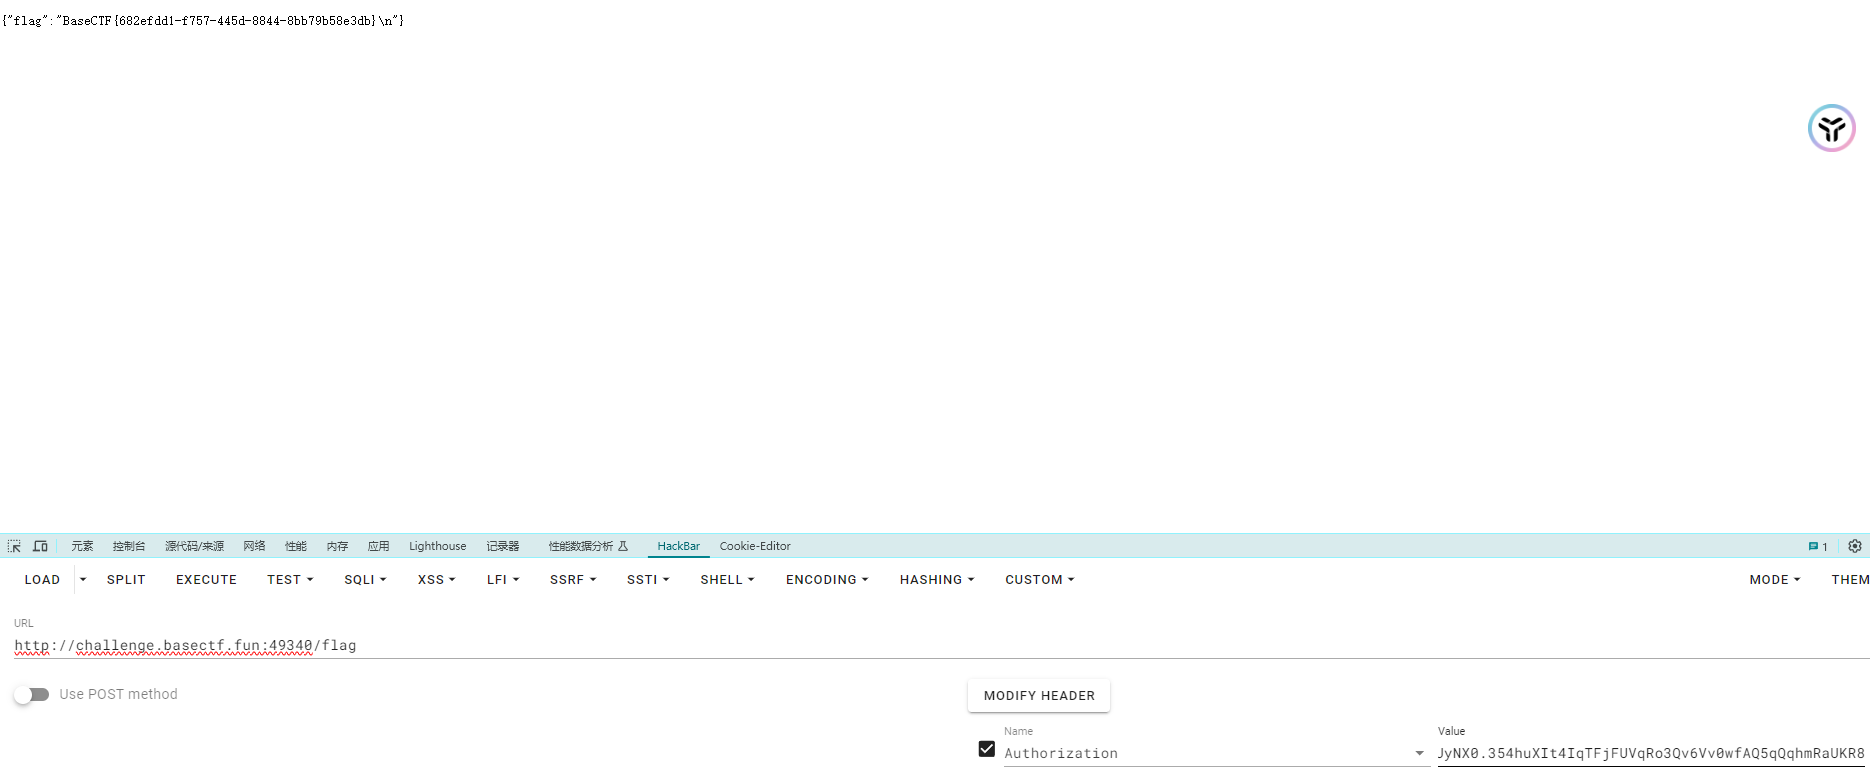 {"flag":"BaseCTF{682efdd1-f757-445d-8844-8bb79b58e3db}\n"}
元素 控制台 源代码/来源 网络 性能 内存 应用 Lighthouse 记录器 性能数据分析 HackBar Cookie-Editor 1
LOAD SPLIT EXECUTE TEST SQLI XSS LFI SSRF SSTI SHELL ENCODING HASHING CUSTOM MODE THEM
URL
http://challenge.basectf.fun:49340/flag
Use POST method
MODIFY HEADER
Name Value
Authorization JyNX0.354huXIt4IqTFjFUVqRo3Qv6Vv0wfAQ5qQqhmRaUKR8